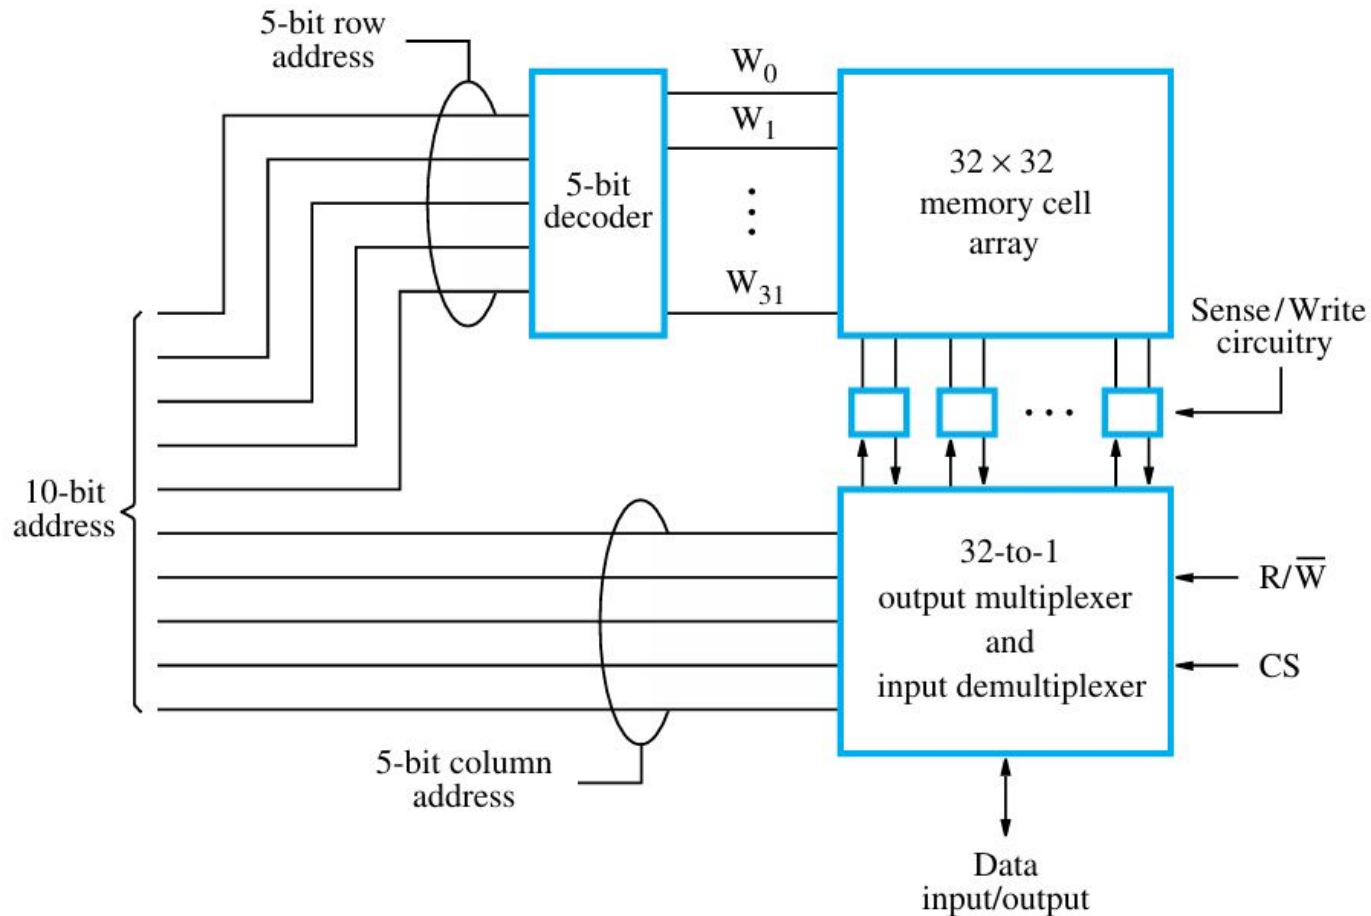 5-bit row
address
W0
W1
5-bit
decoder
32 × 32
memory cell
array
W31
Sense/Write
circuitry
10-bit
address
32-to-1
output multiplexer
and
input demultiplexer
R/W̅
CS
5-bit column
address
Data
input/output